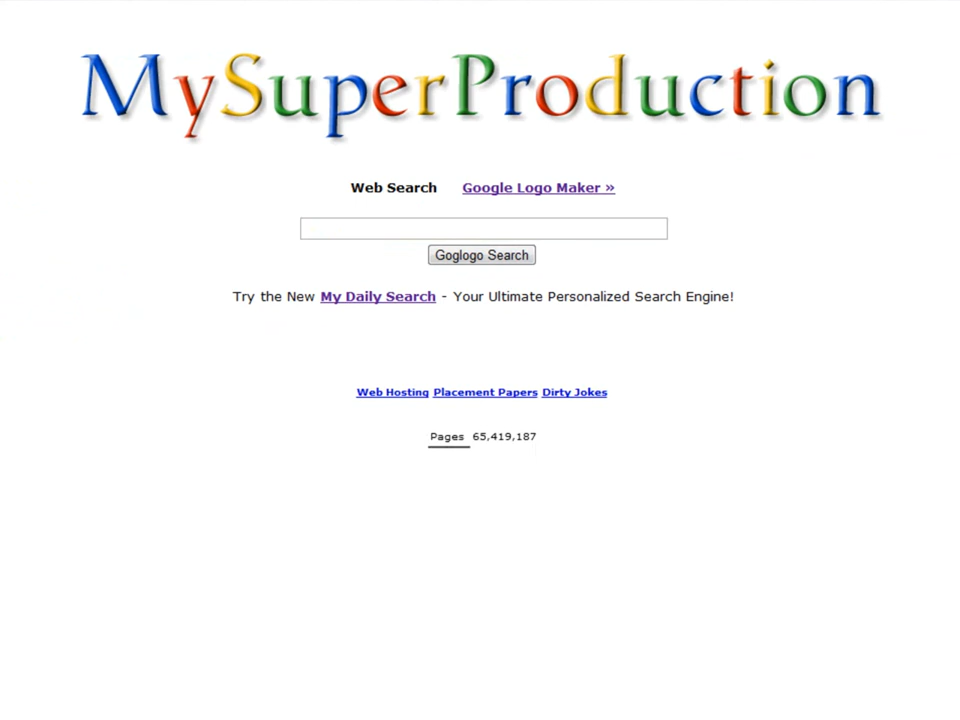 MySuperProduction
Web Search Google Logo Maker »
Goglogo Search
Try the New My Daily Search - Your Ultimate Personalized Search Engine!
Web Hosting Placement Papers Dirty Jokes
Pages 65,419,187